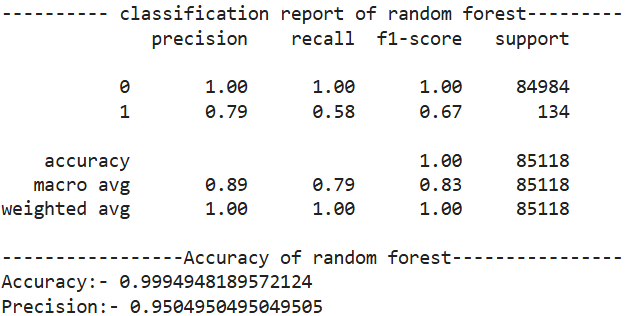 ---------- classification report of random forest---------
precision recall f1-score support
0 1.00 1.00 1.00 84984
1 0.79 0.58 0.67 134
accuracy 1.00 85118
macro avg 0.89 0.79 0.83 85118
weighted avg 1.00 1.00 1.00 85118
-----------------Accuracy of random forest----------------
Accuracy:- 0.9994948189572124
Precision:- 0.9504950495049505